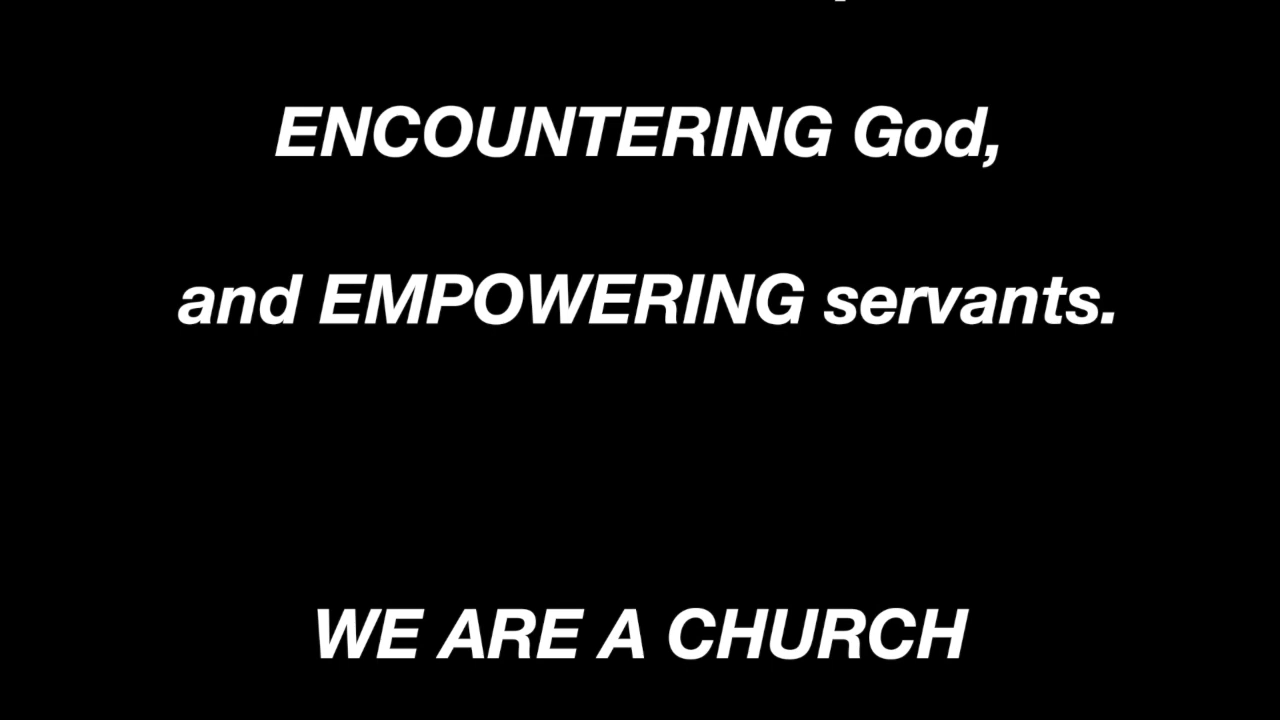 ENCOUNTERING God,
and EMPOWERING servants.
WE ARE A CHURCH